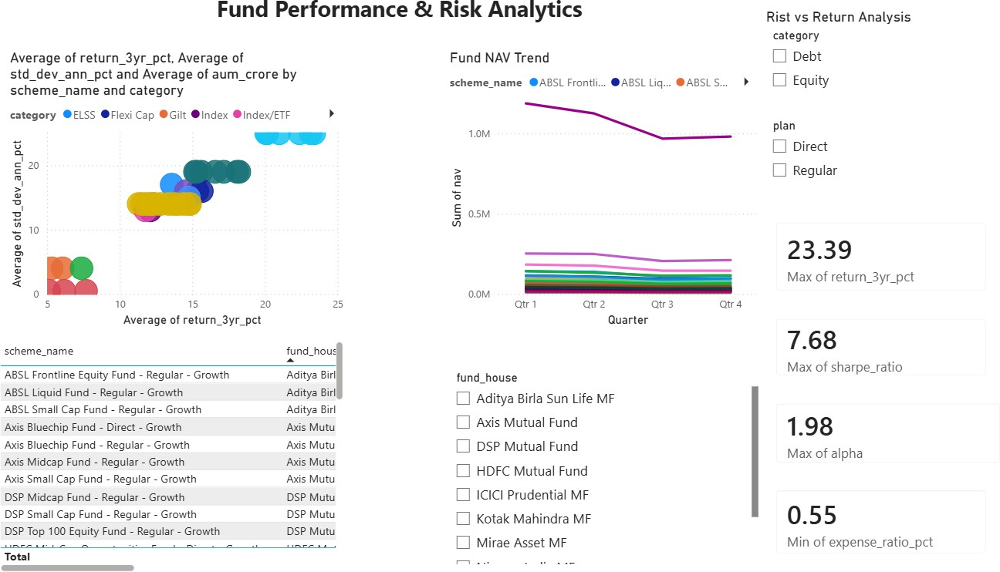 Fund Performance & Risk Analytics
Rist vs Return Analysis
category
Debt
Equity
plan
Direct
Regular
Average of return_3yr_pct, Average of
std_dev_ann_pct and Average of aum_crore by
scheme_name and category
category ELSS Flexi Cap Gilt Index Index/ETF
Average of std_dev_ann_pct
20
10
0
5 10 15 20 25
Average of return_3yr_pct
Fund NAV Trend
scheme_name ABSL Frontli... ABSL Liq... ABSL S...
Sum of nav
1.0M
0.5M
0.0M
Qtr 1 Qtr 2 Qtr 3 Qtr 4
Quarter
23.39
Max of return_3yr_pct
7.68
Max of sharpe_ratio
1.98
Max of alpha
0.55
Min of expense_ratio_pct
scheme_name fund_hous
ABSL Frontline Equity Fund - Regular - Growth Aditya Birl
ABSL Liquid Fund - Regular - Growth Aditya Birl
ABSL Small Cap Fund - Regular - Growth Aditya Birl
Axis Bluechip Fund - Direct - Growth Axis Mutu
Axis Bluechip Fund - Regular - Growth Axis Mutu
Axis Midcap Fund - Regular - Growth Axis Mutu
Axis Small Cap Fund - Regular - Growth Axis Mutu
DSP Midcap Fund - Regular - Growth DSP Mutu
DSP Small Cap Fund - Regular - Growth DSP Mutu
DSP Top 100 Equity Fund - Regular - Growth DSP Mutu
Total
fund_house
Aditya Birla Sun Life MF
Axis Mutual Fund
DSP Mutual Fund
HDFC Mutual Fund
ICICI Prudential MF
Kotak Mahindra MF
Mirae Asset MF